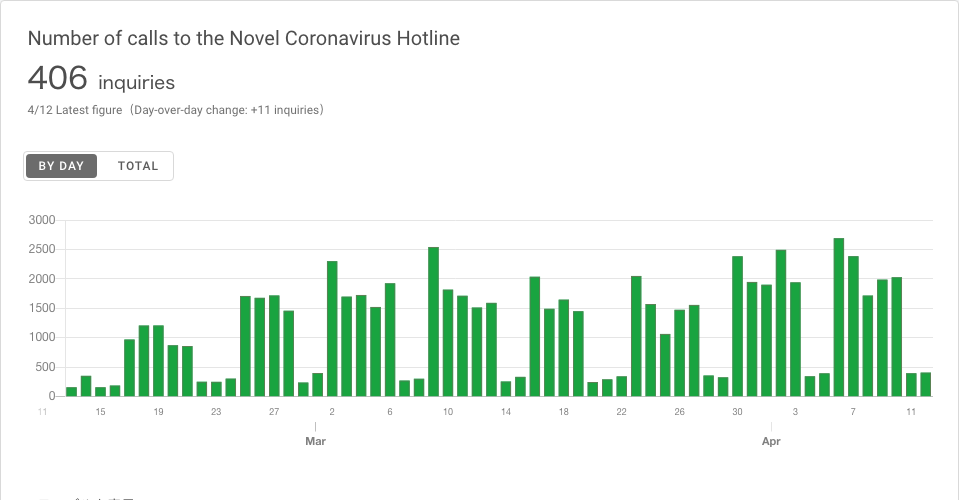 Number of calls to the Novel Coronavirus Hotline
406 inquiries
4/12 Latest figure（Day-over-day change: +11 inquiries）
BY DAY TOTAL
3000
2500
2000
1500
1000
500
0
11 15 19 23 27 2 6 10 14 18 22 26 30 3 7 11
Mar Apr